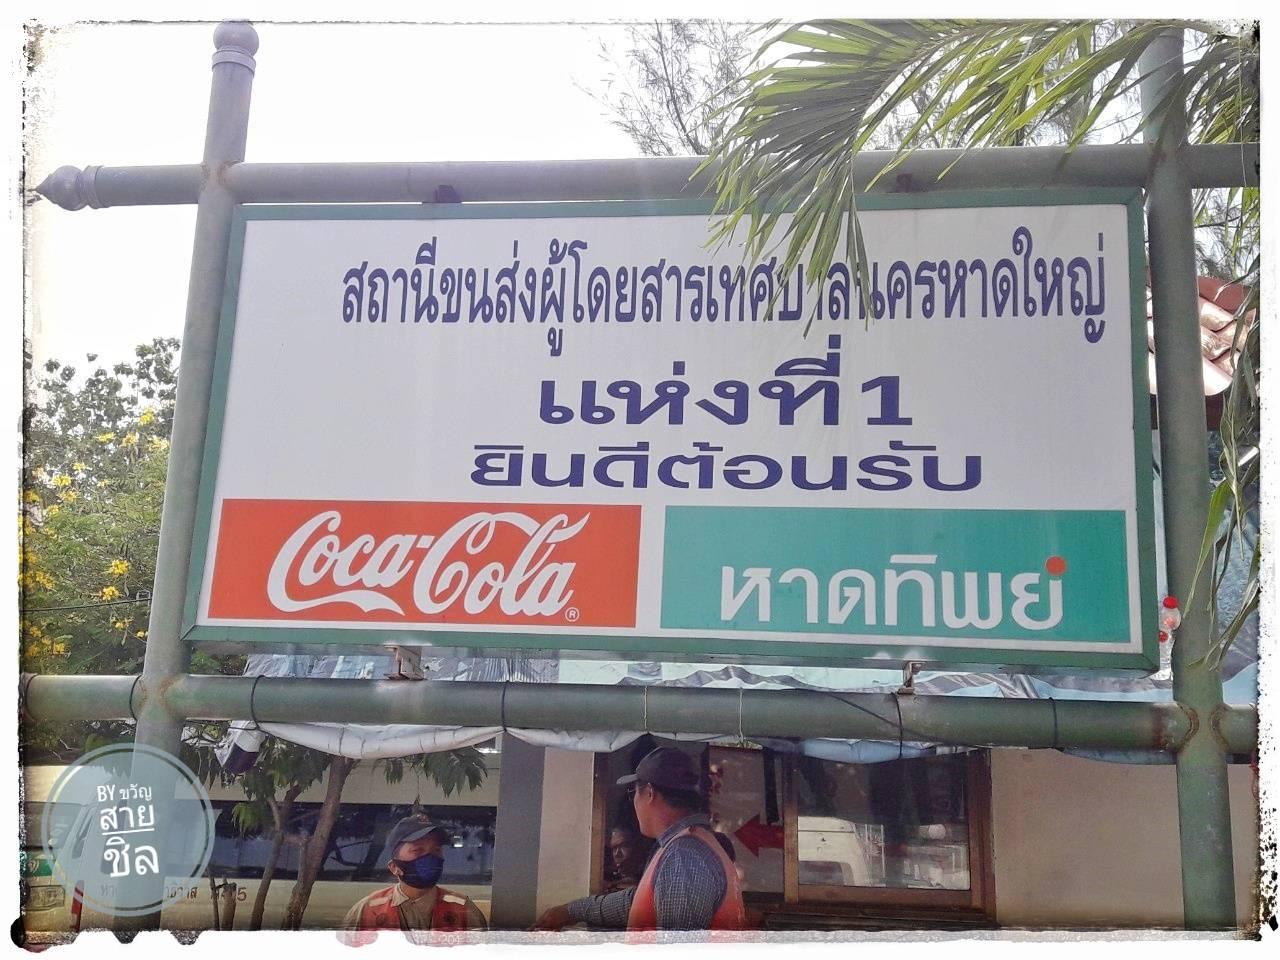 สถานีขนส่งผู้โดยสารเทศบาลนครหาดใหญ่
แห่งที่ 1
ยินดีต้อนรับ
Coca-Cola ®
หาดทิพย์
BY ขวัญ
สาย
ชิล